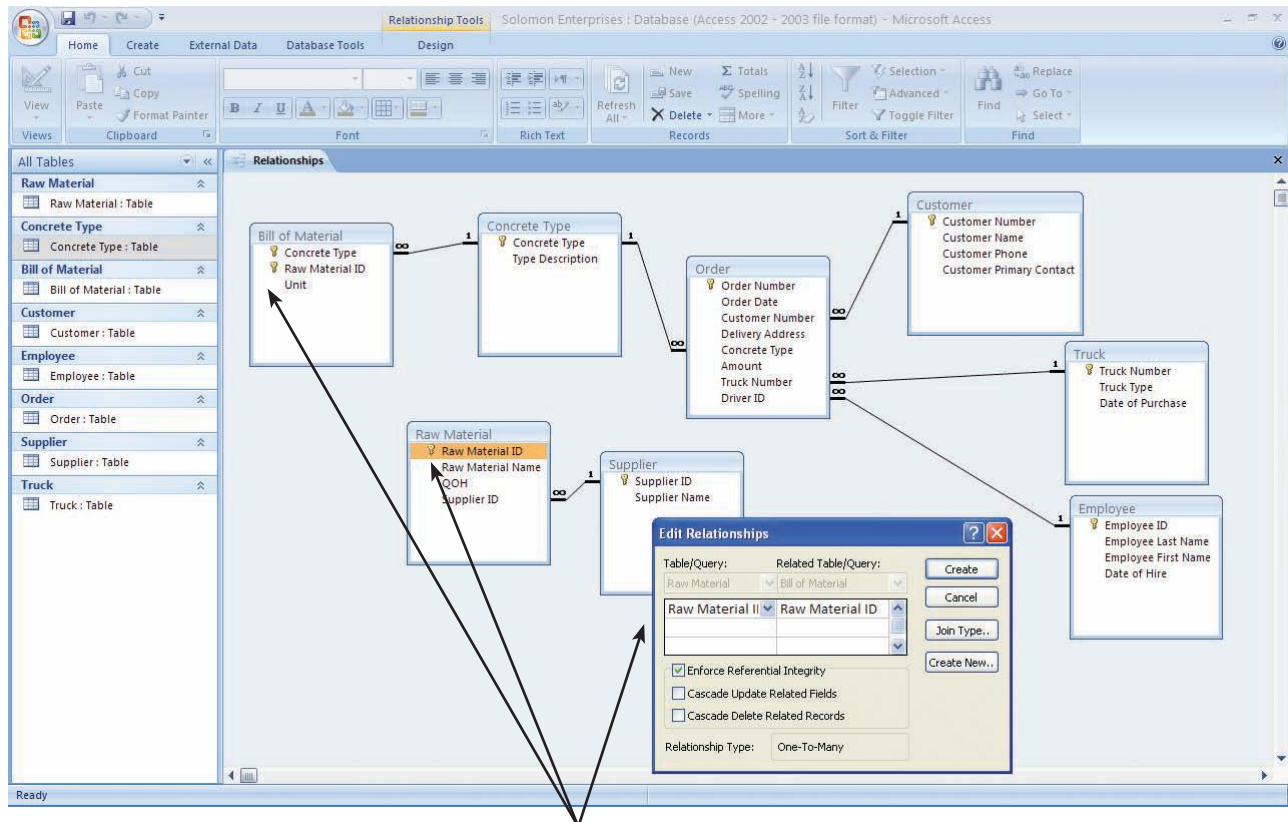 Relationship Tools
Solomon Enterprises : Database (Access 2002 - 2003 file format) - Microsoft Access
Home
Create
External Data
Database Tools
Design
View
Views
Paste
Cut
Copy
Format Painter
Clipboard
B I U A
Font
Rich Text
Refresh
All
New
Save
Delete
Σ Totals
Spelling
More
Records
Filter
Selection
Advanced
Toggle Filter
Sort & Filter
Find
Replace
Go To
Select
Find
All Tables
Raw Material
Raw Material : Table
Concrete Type
Concrete Type : Table
Bill of Material
Bill of Material : Table
Customer
Customer : Table
Employee
Employee : Table
Order
Order : Table
Supplier
Supplier : Table
Truck
Truck : Table
Relationships
Bill of Material
Concrete Type
Raw Material ID
Unit
∞
1
Concrete Type
Concrete Type
Type Description
1
∞
Order
Order Number
Order Date
Customer Number
Delivery Address
Concrete Type
Amount
Truck Number
Driver ID
∞
∞
∞
1
Customer
Customer Number
Customer Name
Customer Phone
Customer Primary Contact
1
Truck
Truck Number
Truck Type
Date of Purchase
1
Employee
Employee ID
Employee Last Name
Employee First Name
Date of Hire
Raw Material
Raw Material ID
Raw Material Name
QOH
Supplier ID
∞
1
Supplier
Supplier ID
Supplier Name
Edit Relationships
Table/Query:
Related Table/Query:
Raw Material
Bill of Material
Raw Material II
Raw Material ID
Enforce Referential Integrity
Cascade Update Related Fields
Cascade Delete Related Records
Relationship Type:
One-To-Many
Create
Cancel
Join Type..
Create New..
Ready